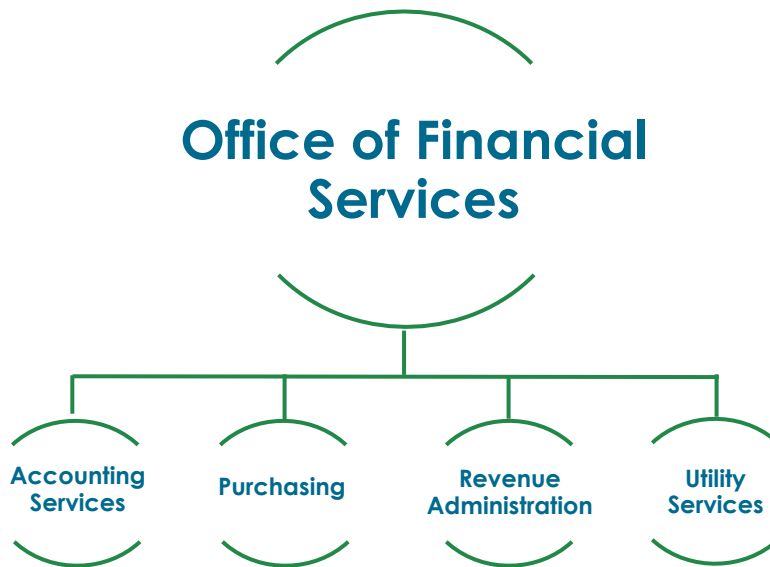 Office of Financial
Services
Accounting
Services
Purchasing
Revenue
Administration
Utility
Services